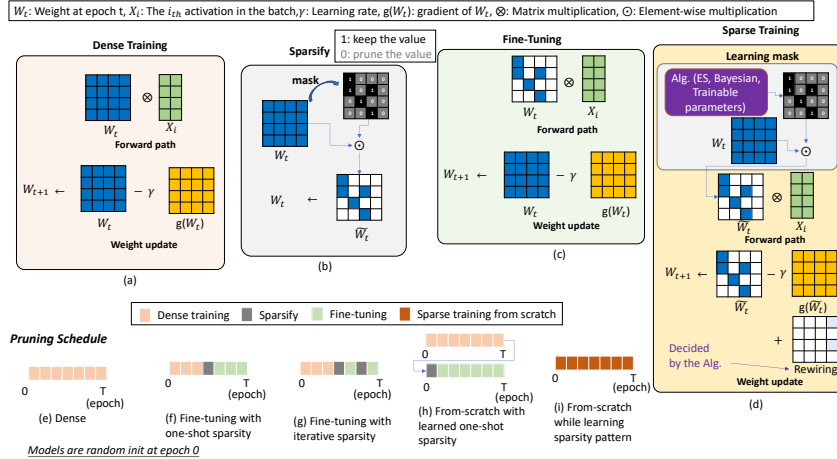 W_t: Weight at epoch t, X_i: The i_th activation in the batch,γ: Learning rate, g(W_t): gradient of W_t, ⊗: Matrix multiplication, ⊙: Element-wise multiplication
Dense Training
W_t
⊗
X_i
Forward path
W_{t+1} ←
W_t
− γ
g(W_t)
Weight update
(a)
Sparsify
1: keep the value
0: prune the value
mask
1 0 0 0
W_t
⊙
W_t ←
W̃_t
(b)
Fine-Tuning
⊗
W_t
X_i
Forward path
W_{t+1} ←
W_t
− γ
g(W_t)
Weight update
(c)
Sparse Training
Learning mask
Alg. (ES, Bayesian,
Trainable
parameters)
W_t
⊙
W̃_t
⊗
X_i
Forward path
W_{t+1} ←
W̃_t
− γ
g(W̃_t)
+
Decided
by the Alg.
Rewiring
Weight update
(d)
Dense training
Sparsify
Fine-tuning
Sparse training from scratch
Pruning Schedule
0 T
(epoch)
(e) Dense
0 T
(epoch)
(f) Fine-tuning with
one-shot sparsity
0 T
(epoch)
(g) Fine-tuning with
iterative sparsity
0 T
0 T
(epoch)
(h) From-scratch with
learned one-shot
sparsity
0 T
(epoch)
(i) From-scratch
while learning
sparsity pattern
Models are random init at epoch 0